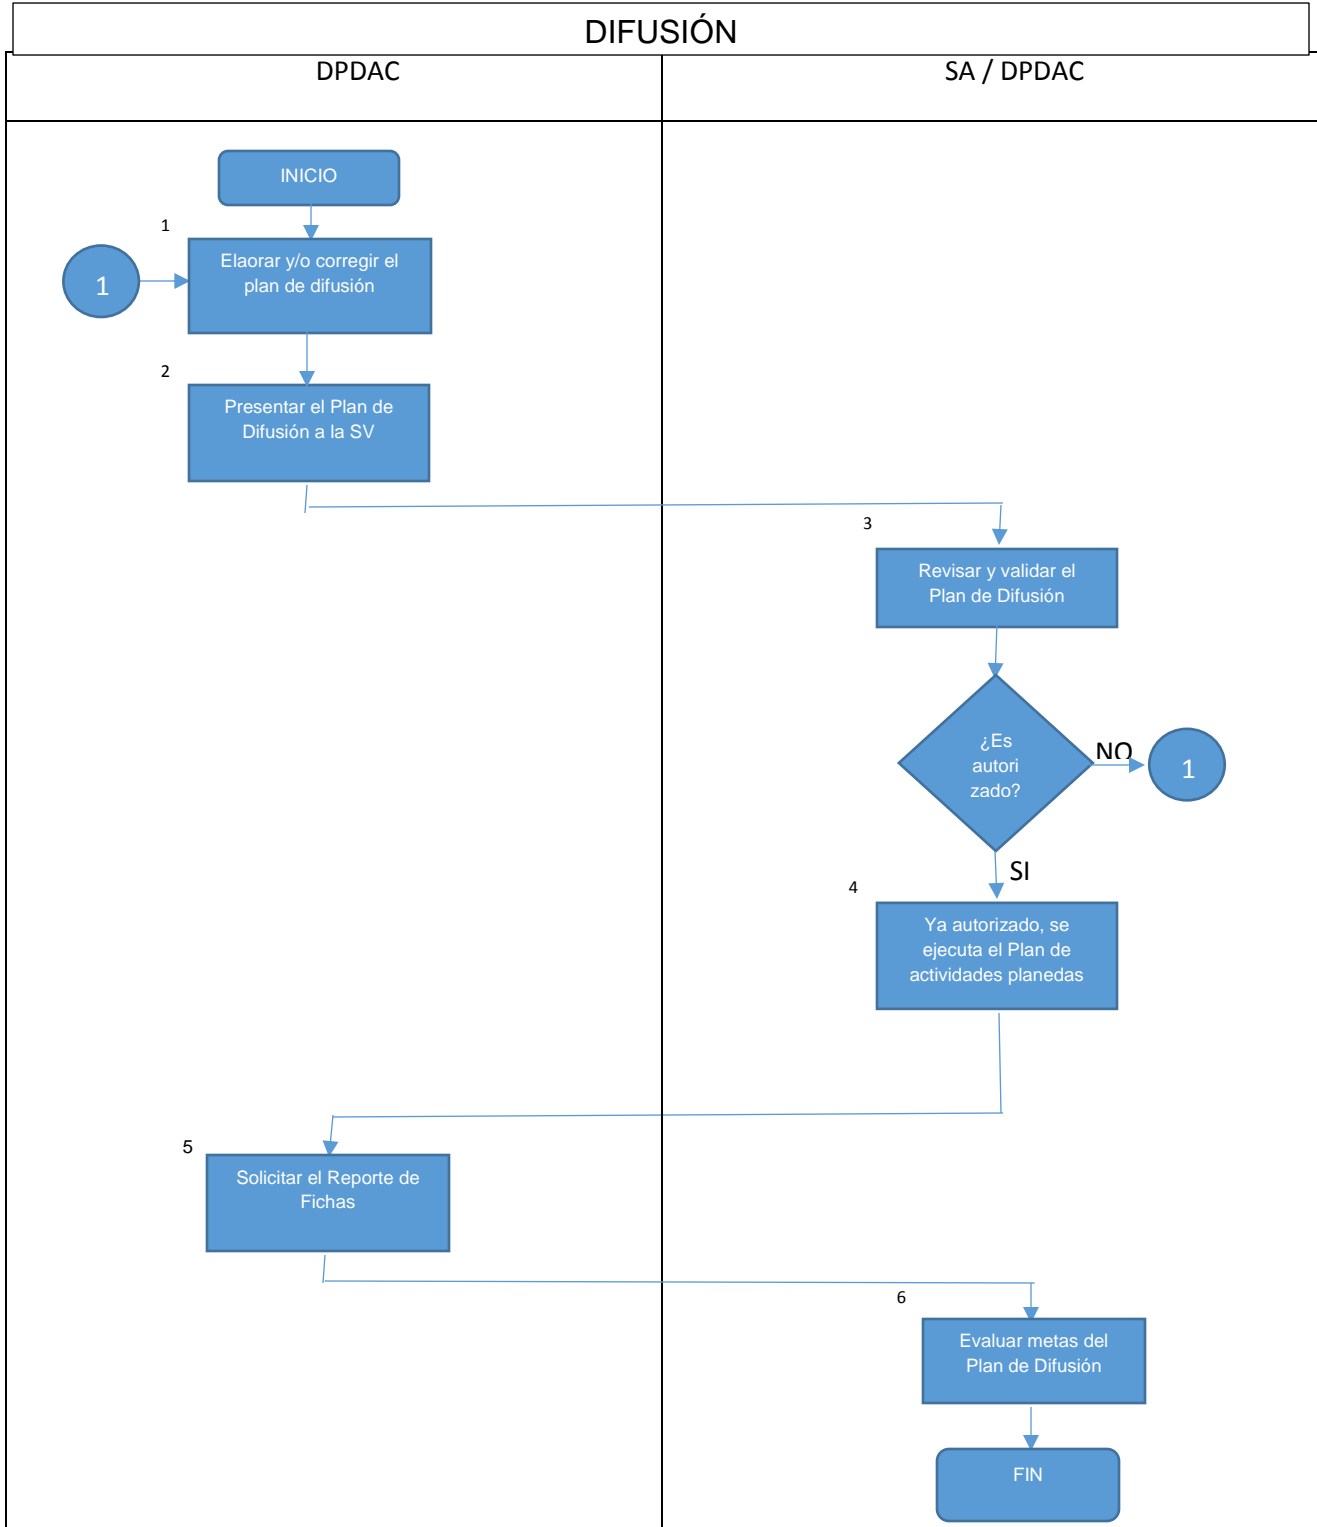 DIFUSIÓN
DPDAC
SA / DPDAC
INICIO
1
Elaorar y/o corregir el
plan de difusión
1
2
Presentar el Plan de
Difusión a la SV
3
Revisar y validar el
Plan de Difusión
¿Es
autori
zado?
NO
1
SI
4
Ya autorizado, se
ejecuta el Plan de
actividades planedas
5
Solicitar el Reporte de
Fichas
6
Evaluar metas del
Plan de Difusión
FIN